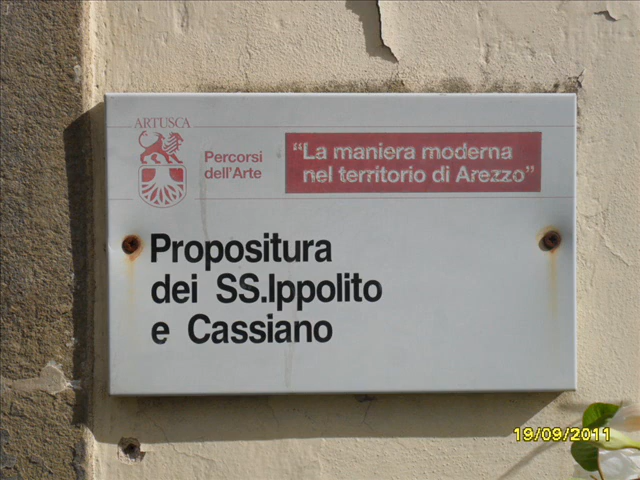 ARTUSCA
Percorsi
dell'Arte
"La maniera moderna
nel territorio di Arezzo"
Propositura
dei SS.Ippolito
e Cassiano
19/09/2011